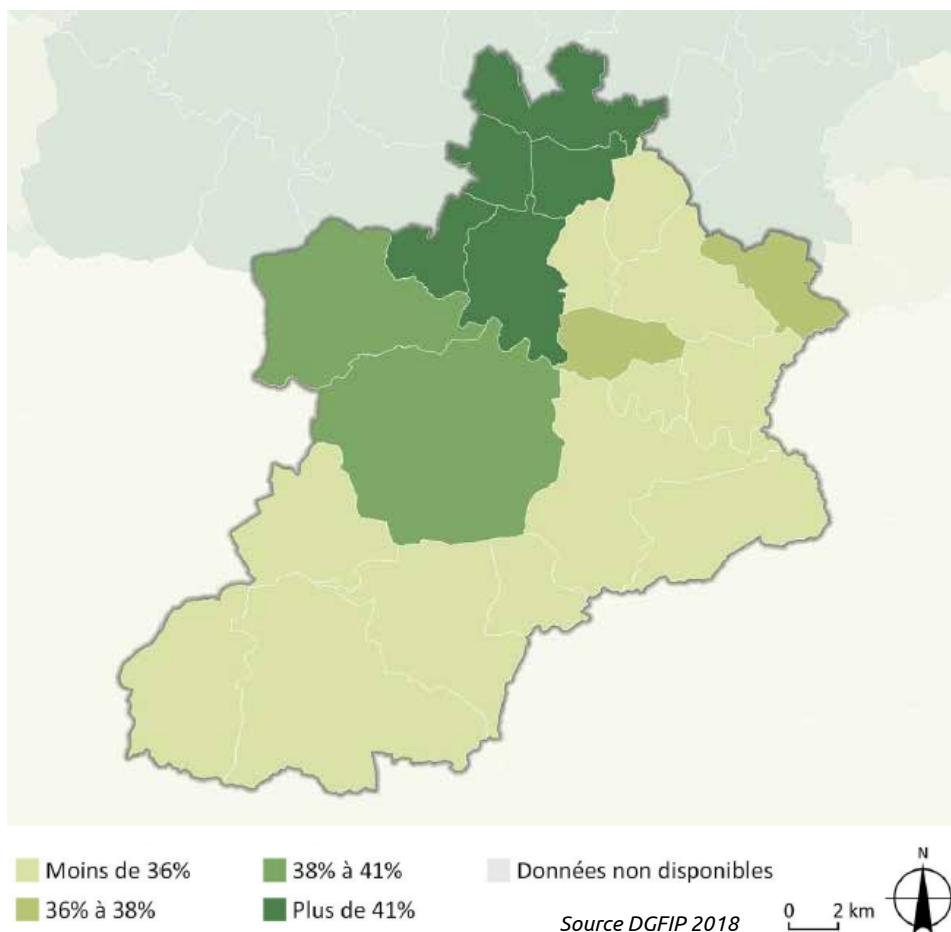 Moins de 36%
38% à 41%
Données non disponibles
N
36% à 38%
Plus de 41%
Source DGFIP 2018
0 2 km